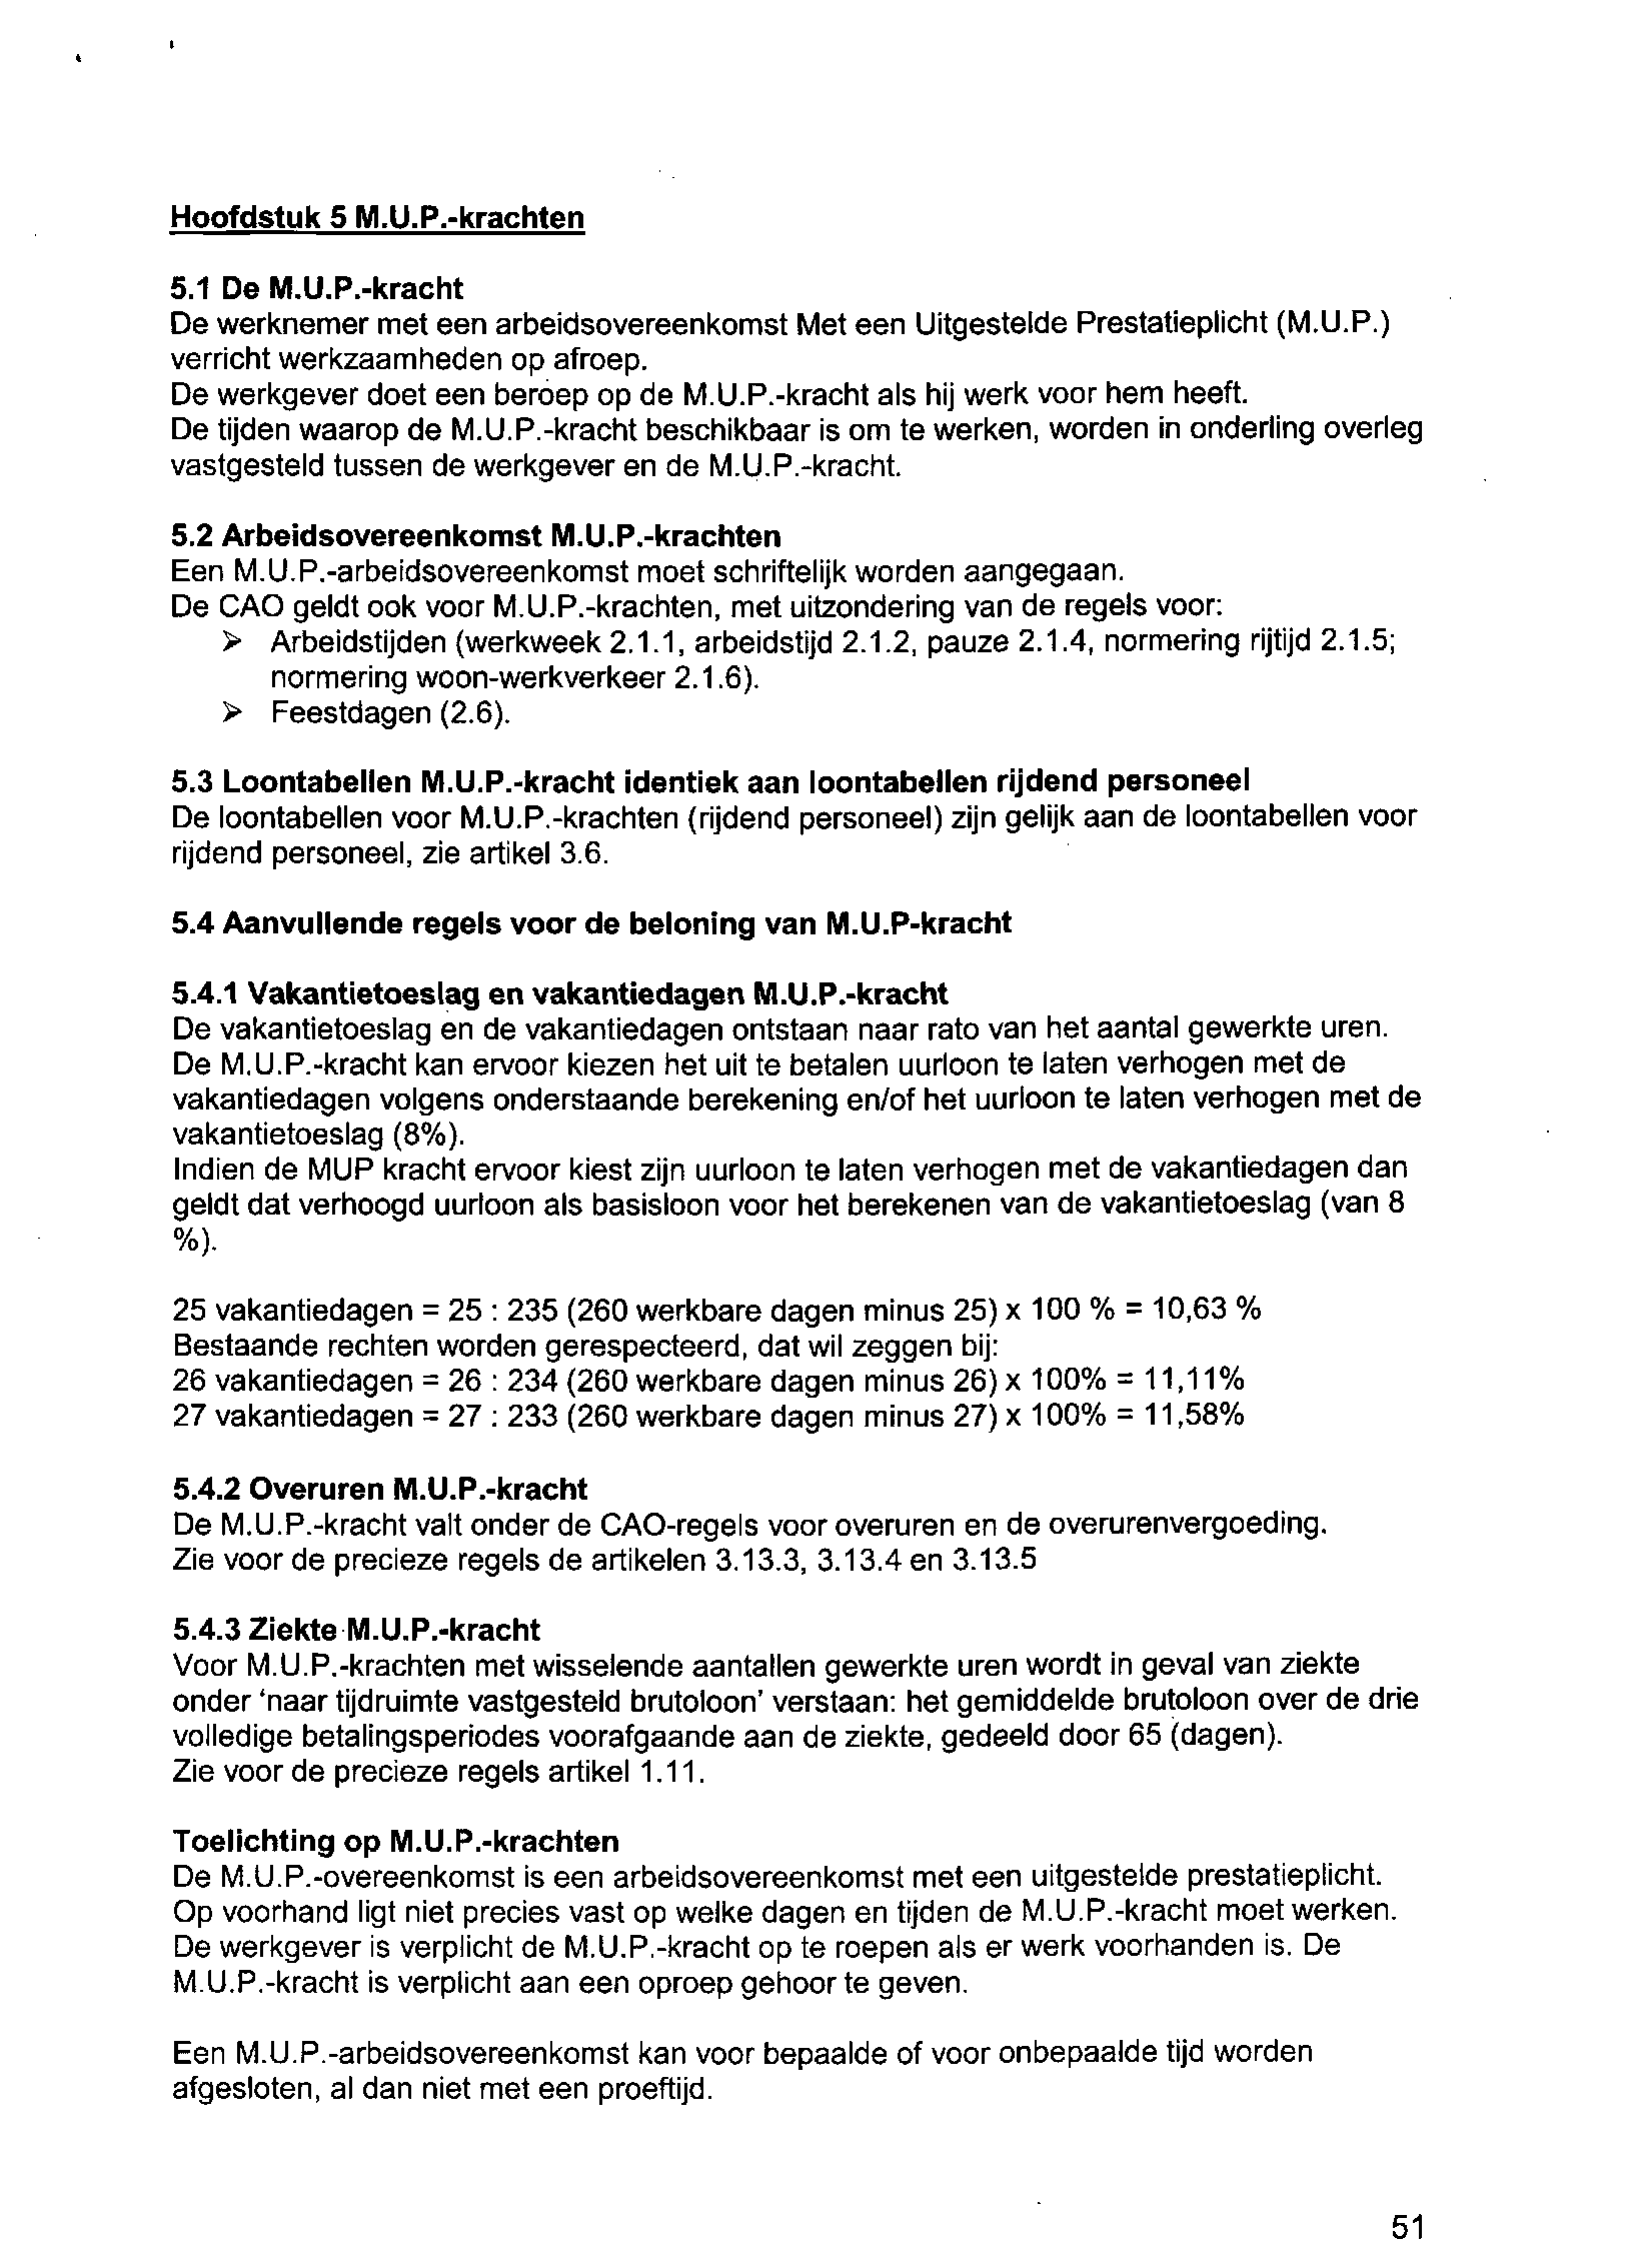 Hoofdstuk 5 M.U.P.-krachten
5.1 De M.U.P.-kracht
De werknemer met een arbeidsovereenkomst Met een Uitgestelde Prestatieplicht (M.U.P.)
verricht werkzaamheden op afroep.
De werkgever doet een beroep op de M.U.P.-kracht als hij werk voor hem heeft.
De tijden waarop de M.U.P.-kracht beschikbaar is om te werken, worden in onderling overleg
vastgesteld tussen de werkgever en de M.U.P.-kracht.
5.2 Arbeidsovereenkomst M.U.P.-krachten
Een M.U.P.-arbeidsovereenkomst moet schriftelijk worden aangegaan.
De CAO geldt ook voor M.U.P.-krachten, met uitzondering van de regels voor:
➢ Arbeidstijden (werkweek 2.1.1, arbeidstijd 2.1.2, pauze 2.1.4, normering rijtijd 2.1.5;
normering woon-werkverkeer 2.1.6).
➢ Feestdagen (2.6).
5.3 Loontabellen M.U.P.-kracht identiek aan loontabellen rijdend personeel
De loontabellen voor M.U.P.-krachten (rijdend personeel) zijn gelijk aan de loontabellen voor
rijdend personeel, zie artikel 3.6.
5.4 Aanvullende regels voor de beloning van M.U.P-kracht
5.4.1 Vakantietoeslag en vakantiedagen M.U.P.-kracht
De vakantietoeslag en de vakantiedagen ontstaan naar rato van het aantal gewerkte uren.
De M.U.P.-kracht kan ervoor kiezen het uit te betalen uurloon te laten verhogen met de
vakantiedagen volgens onderstaande berekening en/of het uurloon te laten verhogen met de
vakantietoeslag (8%).
Indien de MUP kracht ervoor kiest zijn uurloon te laten verhogen met de vakantiedagen dan
geldt dat verhoogd uurloon als basisloon voor het berekenen van de vakantietoeslag (van 8
%).
25 vakantiedagen = 25 : 235 (260 werkbare dagen minus 25) x 100 % = 10,63 %
Bestaande rechten worden gerespecteerd, dat wil zeggen bij:
26 vakantiedagen = 26 : 234 (260 werkbare dagen minus 26) x 100% = 11,11%
27 vakantiedagen = 27 : 233 (260 werkbare dagen minus 27) x 100% = 11,58%
5.4.2 Overuren M.U.P.-kracht
De M.U.P.-kracht valt onder de CAO-regels voor overuren en de overurenvergoeding.
Zie voor de precieze regels de artikelen 3.13.3, 3.13.4 en 3.13.5
5.4.3 Ziekte M.U.P.-kracht
Voor M.U.P.-krachten met wisselende aantallen gewerkte uren wordt in geval van ziekte
onder ‘naar tijdruimte vastgesteld brutoloon’ verstaan: het gemiddelde brutoloon over de drie
volledige betalingsperiodes voorafgaande aan de ziekte, gedeeld door 65 (dagen).
Zie voor de precieze regels artikel 1.11.
Toelichting op M.U.P.-krachten
De M.U.P.-overeenkomst is een arbeidsovereenkomst met een uitgestelde prestatieplicht.
Op voorhand ligt niet precies vast op welke dagen en tijden de M.U.P.-kracht moet werken.
De werkgever is verplicht de M.U.P.-kracht op te roepen als er werk voorhanden is. De
M.U.P.-kracht is verplicht aan een oproep gehoor te geven.
Een M.U.P.-arbeidsovereenkomst kan voor bepaalde of voor onbepaalde tijd worden
afgesloten, al dan niet met een proeftijd.
51